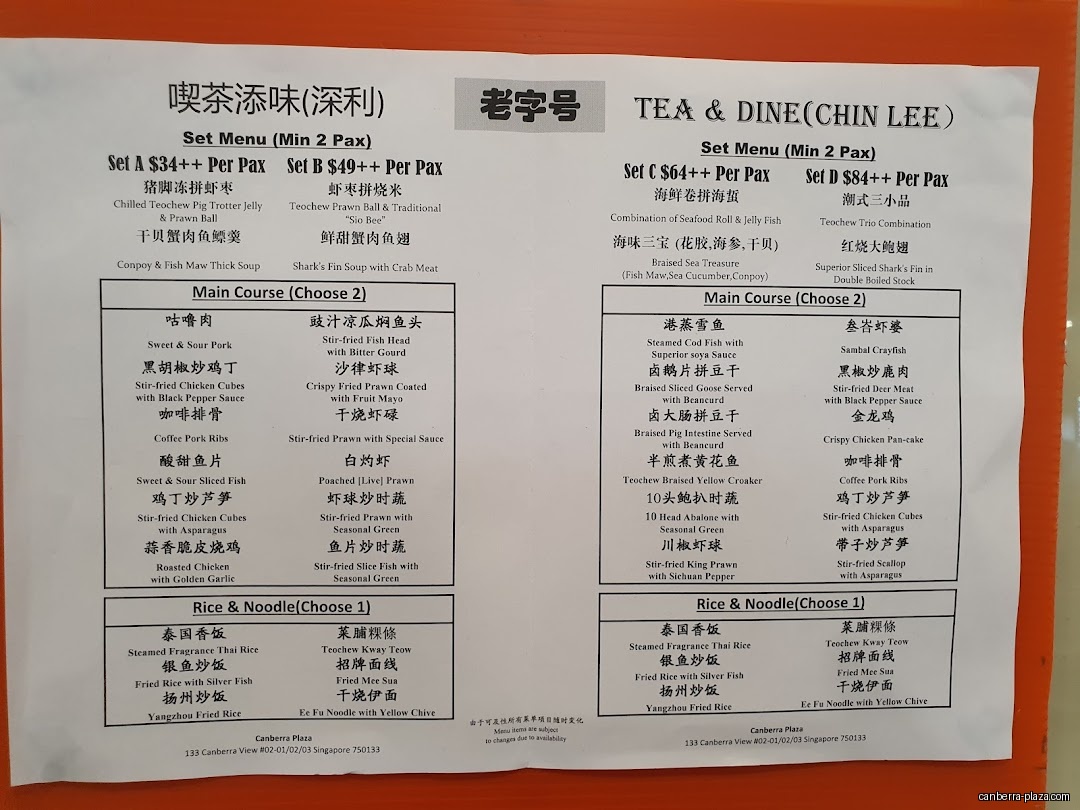 喫茶添味(深利)
老字号
TEA & DINE(CHIN LEE)
Set Menu (Min 2 Pax)
Set A $34++ Per Pax
猪脚冻拼虾枣
Chilled Teochew Pig Trotter Jelly
& Prawn Ball
干贝蟹肉鱼鳔羹
Conpoy & Fish Maw Thick Soup
Set B $49++ Per Pax
虾枣拼烧米
Teochew Prawn Ball & Traditional
"Sio Bee"
鲜甜蟹肉鱼翅
Shark's Fin Soup with Crab Meat
Main Course (Choose 2)
咕噜肉
Sweet & Sour Pork
黑胡椒炒鸡丁
Stir-fried Chicken Cubes
with Black Pepper Sauce
咖啡排骨
Coffee Pork Ribs
酸甜鱼片
Sweet & Sour Sliced Fish
鸡丁炒芦笋
Stir-fried Chicken Cubes
with Asparagus
蒜香脆皮烧鸡
Roasted Chicken
with Golden Garlic
豉汁凉瓜焖鱼头
Stir-fried Fish Head
with Bitter Gourd
沙律虾球
Crispy Fried Prawn Coated
with Fruit Mayo
干烧虾碌
Stir-fried Prawn with Special Sauce
白灼虾
Poached [Live] Prawn
虾球炒时蔬
Stir-fried Prawn with
Seasonal Green
鱼片炒时蔬
Stir-fried Slice Fish with
Seasonal Green
Rice & Noodle(Choose 1)
泰国香饭
Steamed Fragrance Thai Rice
银鱼炒饭
Fried Rice with Silver Fish
扬州炒饭
Yangzhou Fried Rice
菜脯粿條
Teochew Kway Teow
招牌面线
Fried Mee Sua
干烧伊面
Ee Fu Noodle with Yellow Chive
Canberra Plaza
133 Canberra View #02-01/02/03 Singapore 750133
由于可及性所有菜单项目随时变化
Menu items are subject
to changes due to availability
Set Menu (Min 2 Pax)
Set C $64++ Per Pax
海鲜卷拼海蜇
Combination of Seafood Roll & Jelly Fish
海味三宝 (花胶,海参,干贝)
Braised Sea Treasure
(Fish Maw,Sea Cucumber,Conpoy)
Set D $84++ Per Pax
潮式三小品
Teochew Trio Combination
红烧大鲍翅
Superior Sliced Shark's Fin in
Double Boiled Stock
Main Course (Choose 2)
港蒸雪鱼
Steamed Cod Fish with
Superior soya Sauce
卤鹅片拼豆干
Braised Sliced Goose Served
with Beancurd
卤大肠拼豆干
Braised Pig Intestine Served
with Beancurd
半煎煮黄花鱼
Teochew Braised Yellow Croaker
10头鲍扒时蔬
10 Head Abalone with
Seasonal Green
川椒虾球
Stir-fried King Prawn
with Sichuan Pepper
叁峇虾婆
Sambal Crayfish
黑椒炒鹿肉
Stir-fried Deer Meat
with Black Pepper Sauce
金龙鸡
Crispy Chicken Pan-cake
咖啡排骨
Coffee Pork Ribs
鸡丁炒芦笋
Stir-fried Chicken Cubes
with Asparagus
带子炒芦笋
Stir-fried Scallop
with Asparagus
Rice & Noodle(Choose 1)
泰国香饭
Steamed Fragrance Thai Rice
银鱼炒饭
Fried Rice with Silver Fish
扬州炒饭
Yangzhou Fried Rice
菜脯粿條
Teochew Kway Teow
招牌面线
Fried Mee Sua
干烧伊面
Ee Fu Noodle with Yellow Chive
Canberra Plaza
133 Canberra View #02-01/02/03 Singapore 750133
canberra-plaza.com